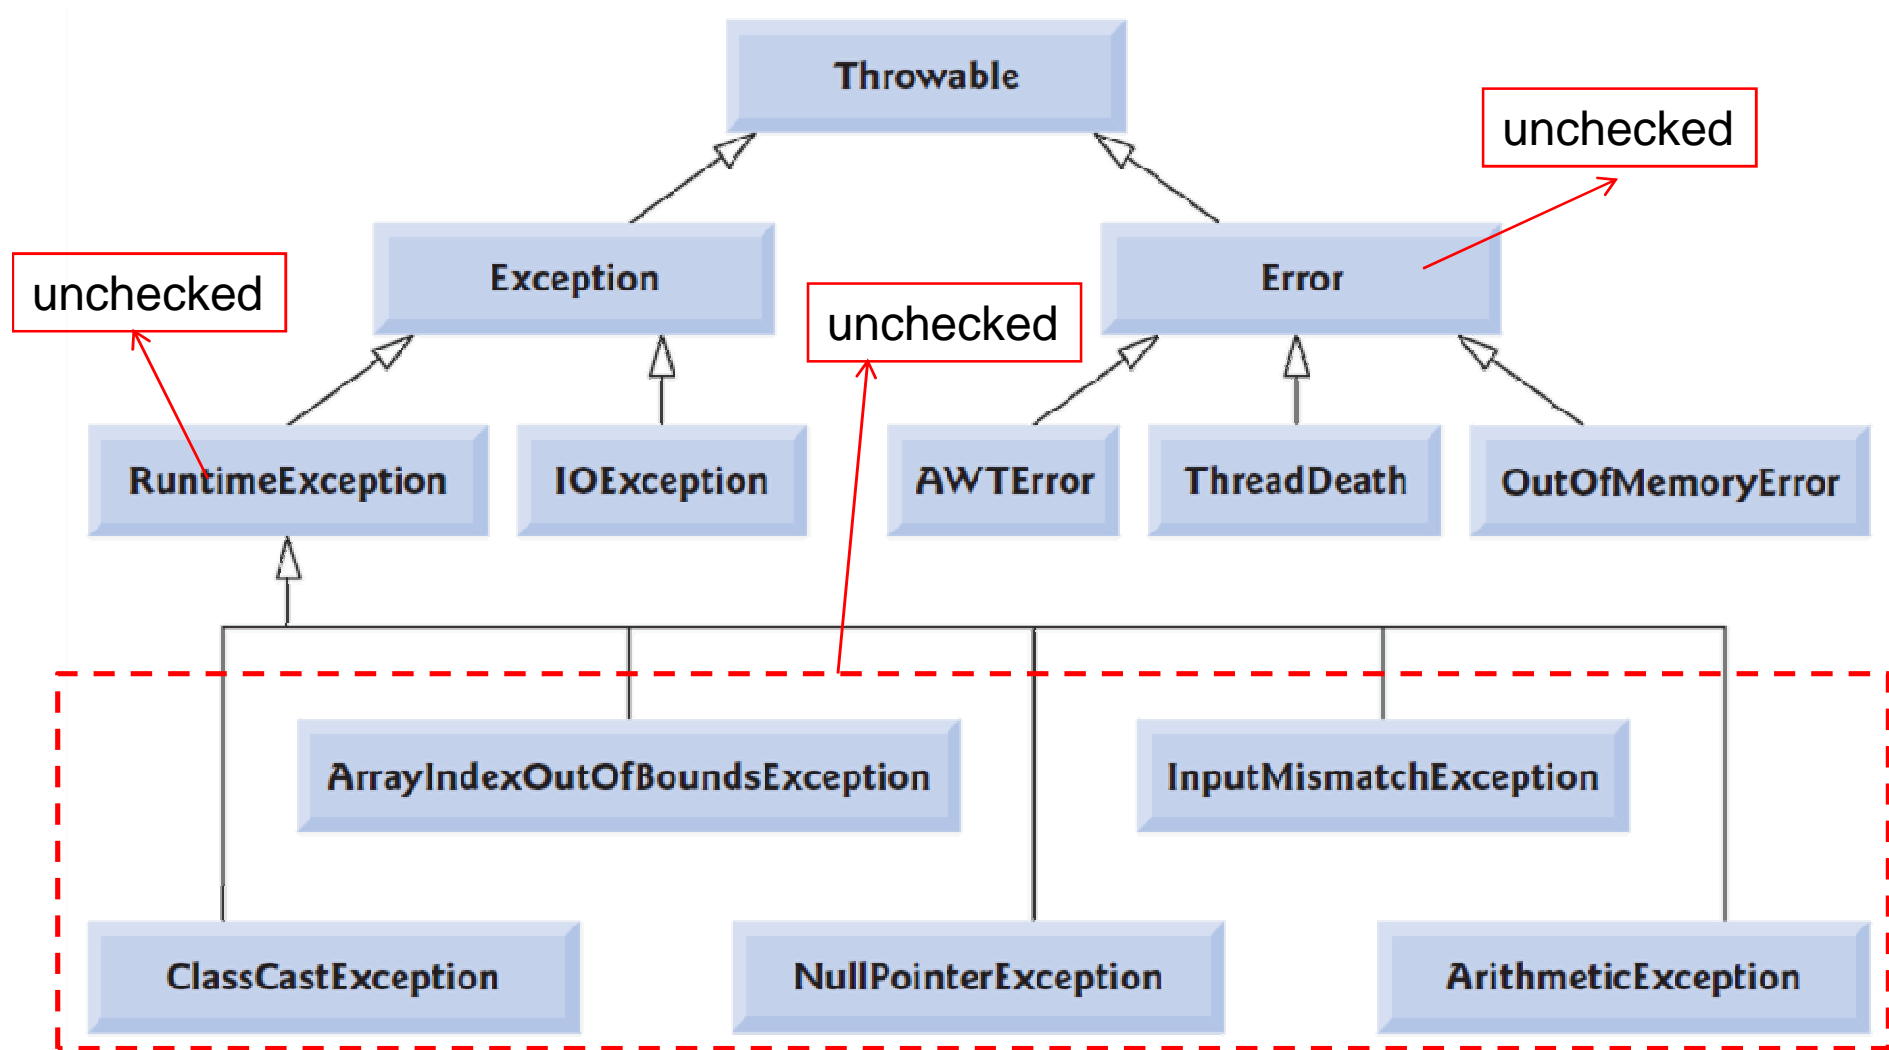 Throwable
unchecked
Exception
Error
unchecked
unchecked
RuntimeException
IOException
AWTError
ThreadDeath
OutOfMemoryError
ArrayIndexOutOfBoundsException
InputMismatchException
ClassCastException
NullPointerException
ArithmeticException